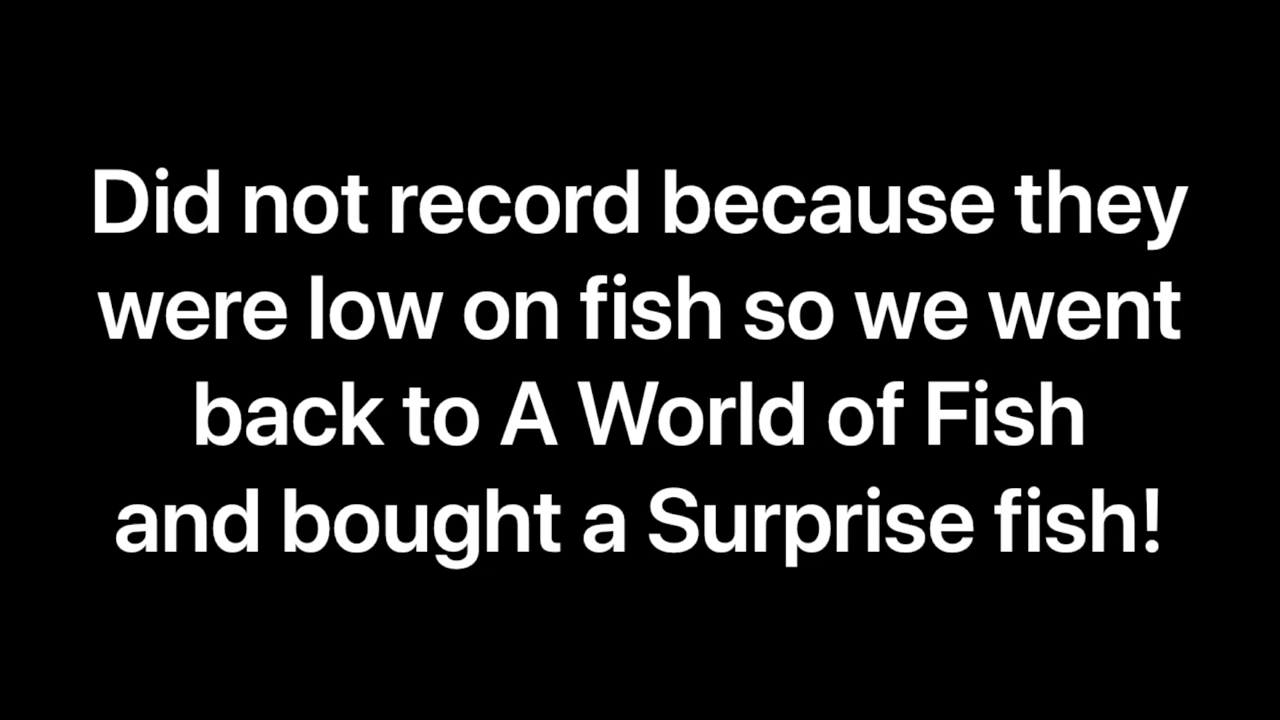 Did not record because they
were low on fish so we went
back to A World of Fish
and bought a Surprise fish!